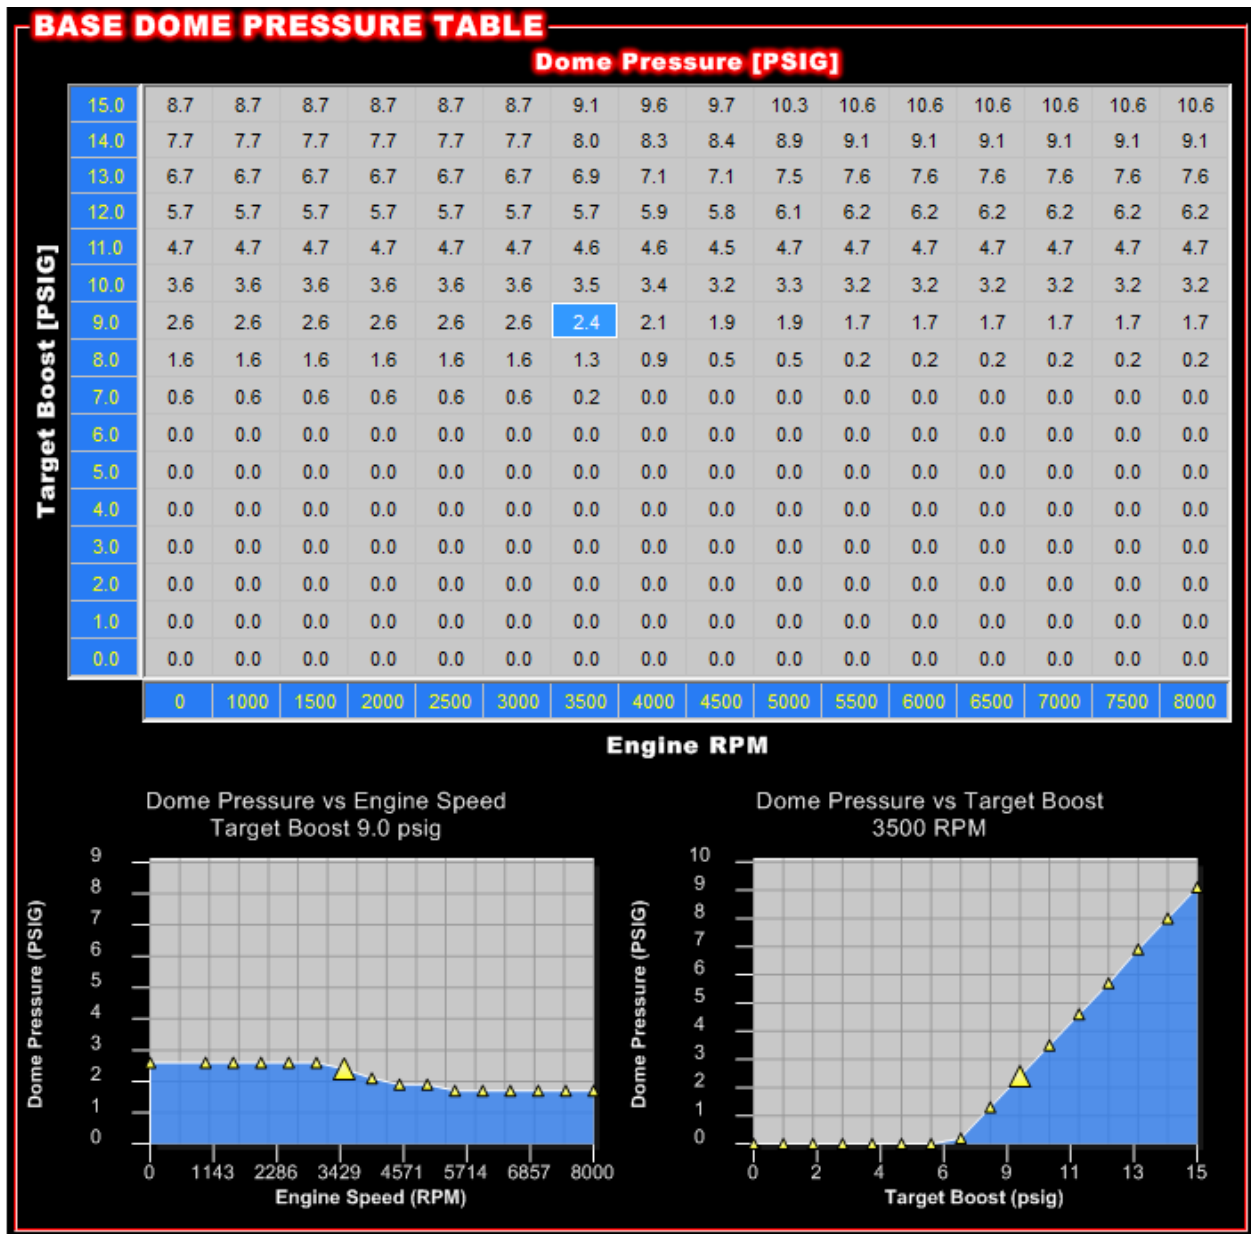 BASE DOME PRESSURE TABLE
Dome Pressure [PSIG]
Target Boost [PSIG]
15.0 8.7 8.7 8.7 8.7 8.7 8.7 9.1 9.6 9.7 10.3 10.6 10.6 10.6 10.6 10.6 10.6
14.0 7.7 7.7 7.7 7.7 7.7 7.7 8.0 8.3 8.4 8.9 9.1 9.1 9.1 9.1 9.1 9.1
13.0 6.7 6.7 6.7 6.7 6.7 6.7 6.9 7.1 7.1 7.5 7.6 7.6 7.6 7.6 7.6 7.6
12.0 5.7 5.7 5.7 5.7 5.7 5.7 5.7 5.9 5.8 6.1 6.2 6.2 6.2 6.2 6.2 6.2
11.0 4.7 4.7 4.7 4.7 4.7 4.7 4.6 4.6 4.5 4.7 4.7 4.7 4.7 4.7 4.7 4.7
10.0 3.6 3.6 3.6 3.6 3.6 3.6 3.5 3.4 3.2 3.3 3.2 3.2 3.2 3.2 3.2 3.2
9.0 2.6 2.6 2.6 2.6 2.6 2.6 2.4 2.1 1.9 1.9 1.7 1.7 1.7 1.7 1.7 1.7
8.0 1.6 1.6 1.6 1.6 1.6 1.6 1.3 0.9 0.5 0.5 0.2 0.2 0.2 0.2 0.2 0.2
7.0 0.6 0.6 0.6 0.6 0.6 0.6 0.2 0.0 0.0 0.0 0.0 0.0 0.0 0.0 0.0 0.0
6.0 0.0 0.0 0.0 0.0 0.0 0.0 0.0 0.0 0.0 0.0 0.0 0.0 0.0 0.0 0.0 0.0
5.0 0.0 0.0 0.0 0.0 0.0 0.0 0.0 0.0 0.0 0.0 0.0 0.0 0.0 0.0 0.0 0.0
4.0 0.0 0.0 0.0 0.0 0.0 0.0 0.0 0.0 0.0 0.0 0.0 0.0 0.0 0.0 0.0 0.0
3.0 0.0 0.0 0.0 0.0 0.0 0.0 0.0 0.0 0.0 0.0 0.0 0.0 0.0 0.0 0.0 0.0
2.0 0.0 0.0 0.0 0.0 0.0 0.0 0.0 0.0 0.0 0.0 0.0 0.0 0.0 0.0 0.0 0.0
1.0 0.0 0.0 0.0 0.0 0.0 0.0 0.0 0.0 0.0 0.0 0.0 0.0 0.0 0.0 0.0 0.0
0.0 0.0 0.0 0.0 0.0 0.0 0.0 0.0 0.0 0.0 0.0 0.0 0.0 0.0 0.0 0.0 0.0
0 1000 1500 2000 2500 3000 3500 4000 4500 5000 5500 6000 6500 7000 7500 8000
Engine RPM
Dome Pressure vs Engine Speed
Target Boost 9.0 psig
Dome Pressure (PSIG)
9
8
7
6
5
4
3
2
1
0
0 1143 2286 3429 4571 5714 6857 8000
Engine Speed (RPM)
Dome Pressure vs Target Boost
3500 RPM
Dome Pressure (PSIG)
10
9
8
7
6
5
4
3
2
1
0
0 2 4 6 9 11 13 15
Target Boost (psig)